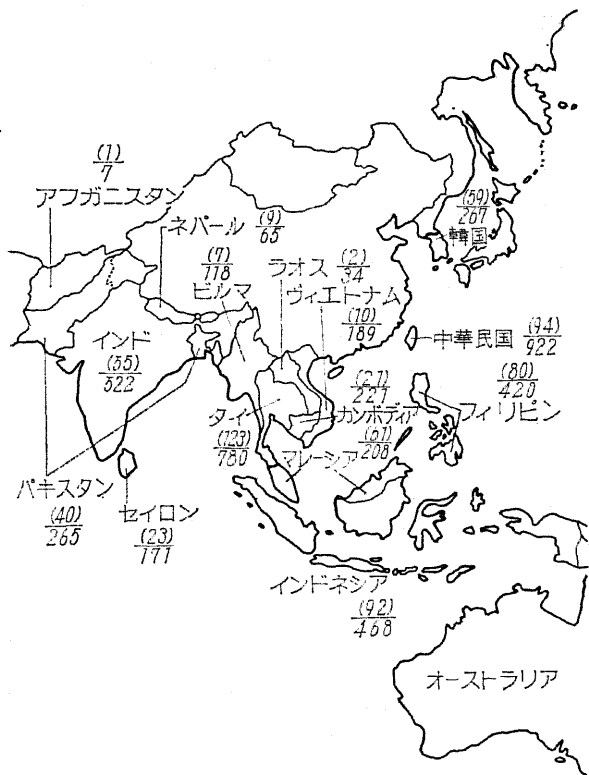 (1)
7
アフガニスタン
ネパール (9)
65
(7)
118
ビルマ
ラオス (2)
34
ヴィエトナム
(10)
189
(59)
267
韓国
中華民国 (94)
922
インド
(55)
522
(80)
420
フィリピン
(21)
221
カンボディア
タイ
(123)
780
(61)
208
マレーシア
パキスタン
(40)
265
セイロン
(23)
171
インドネシア
(92)
468
オーストラリア